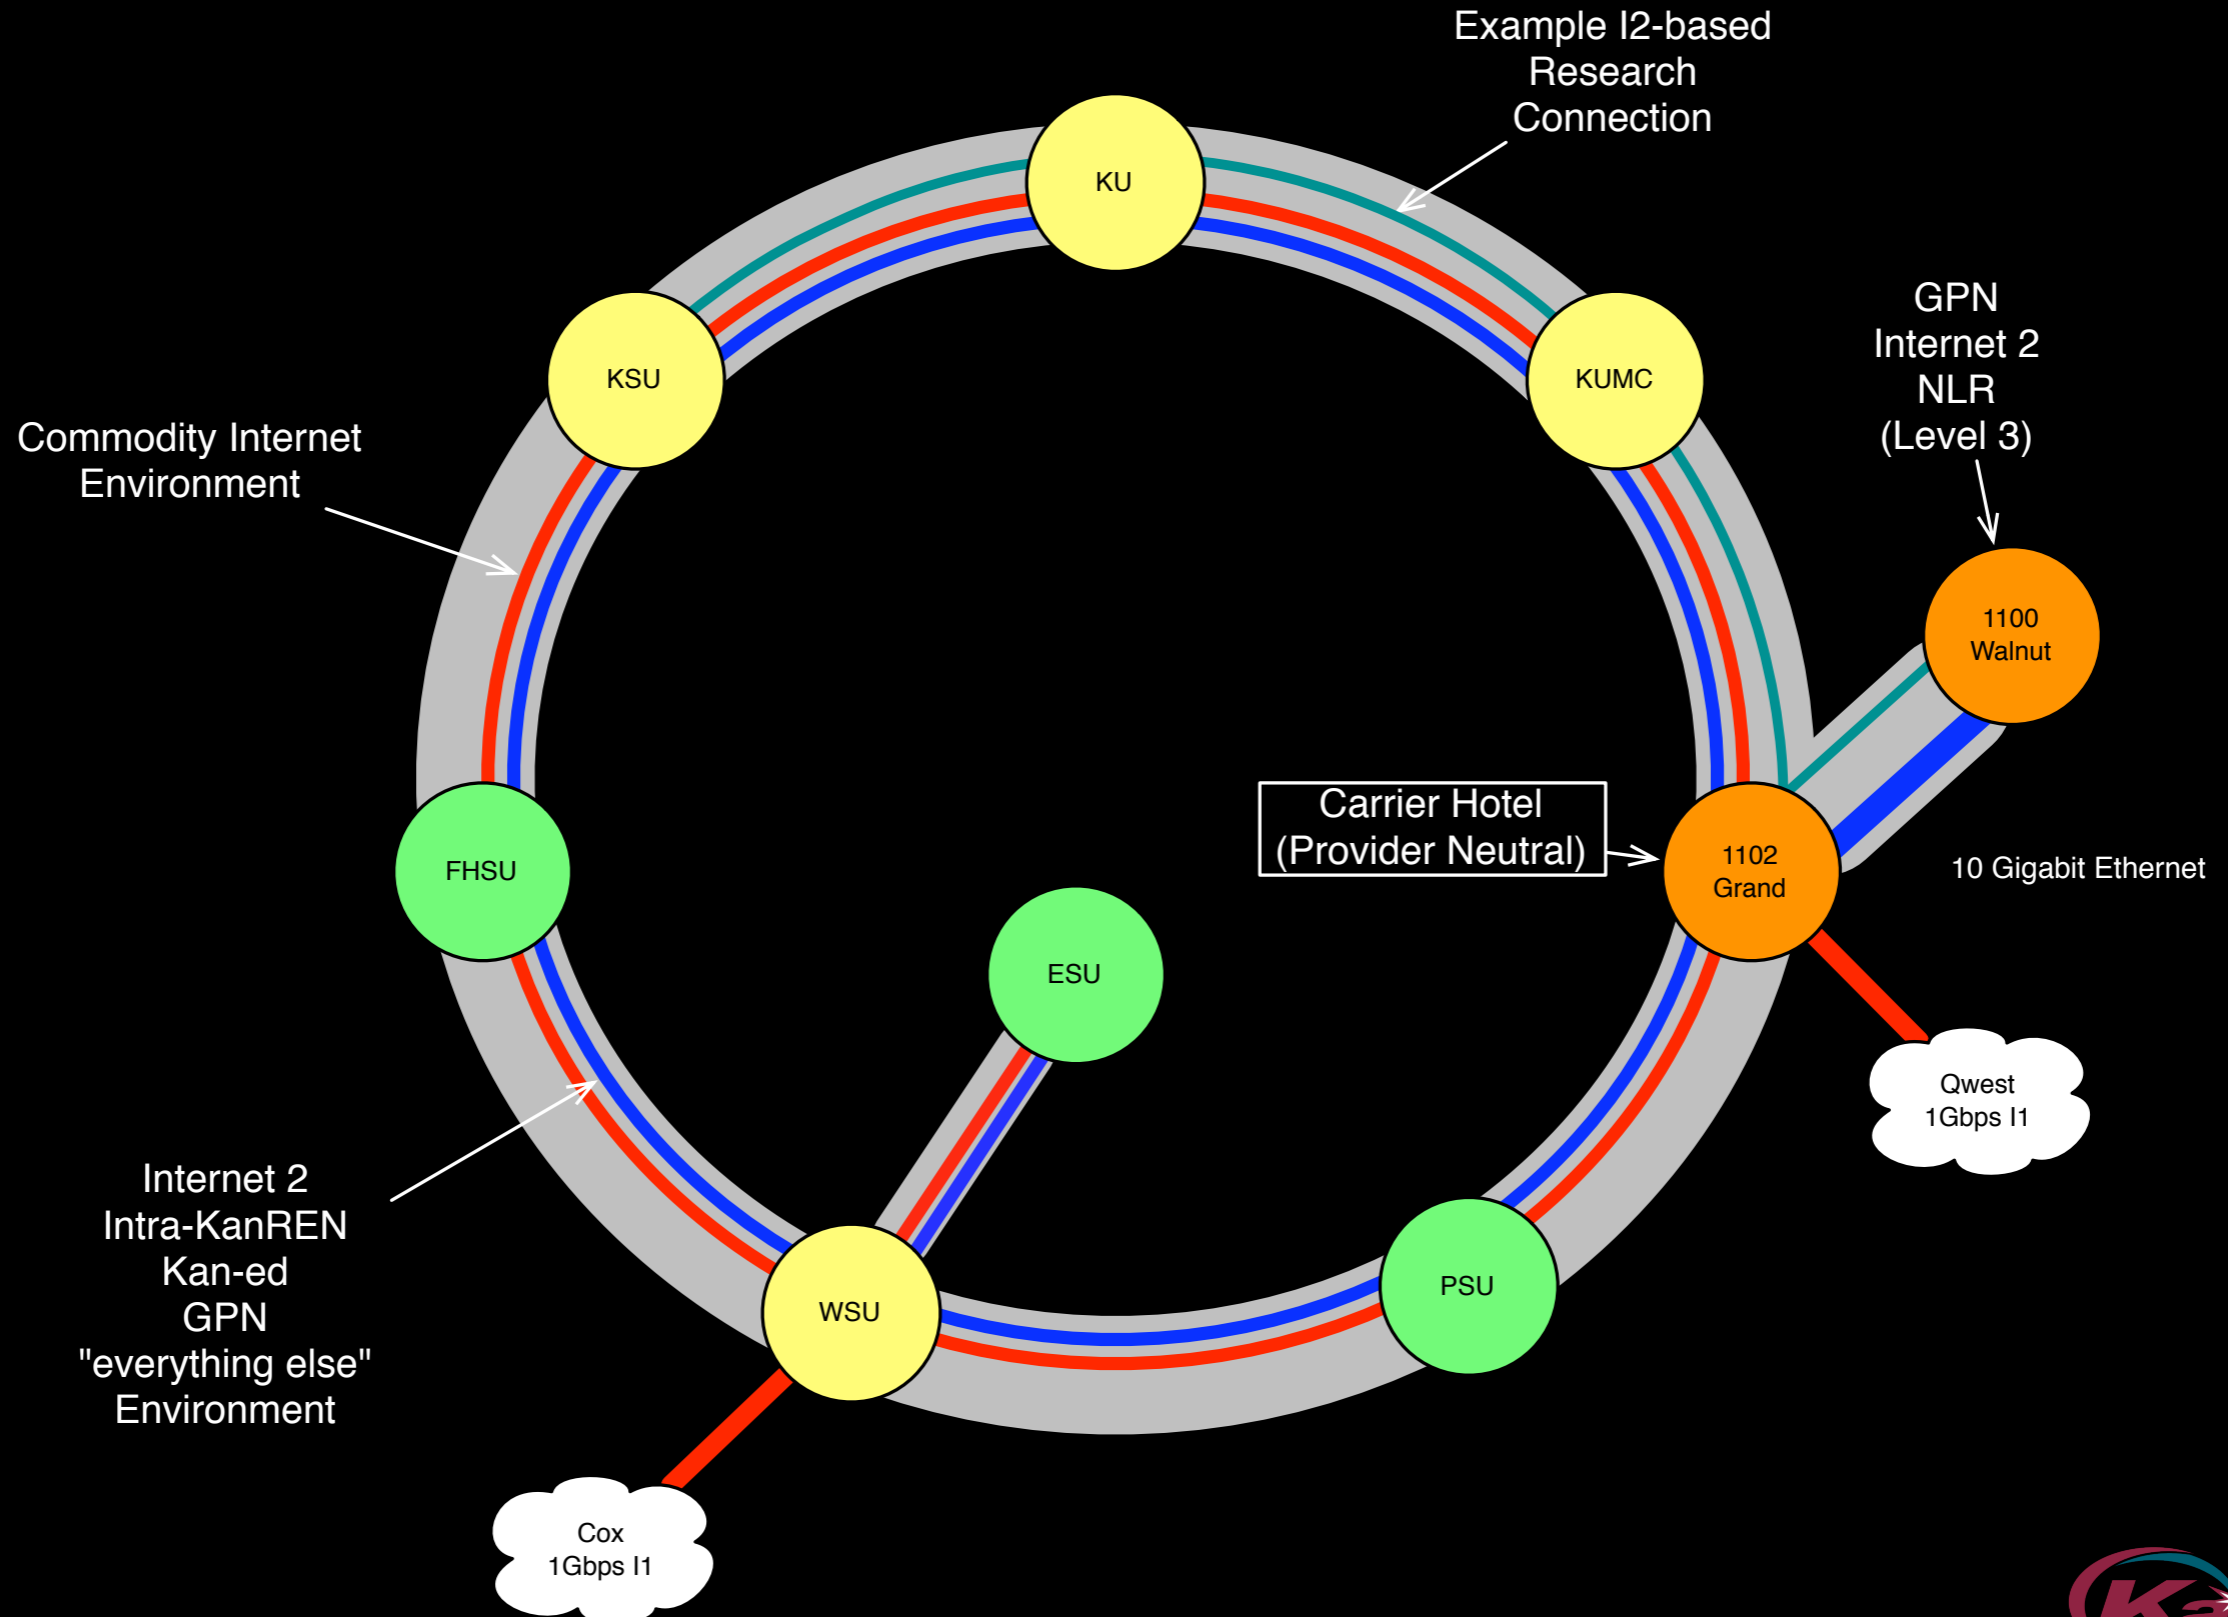 Example I2-based
Research
Connection
KU
KSU
KUMC
GPN
Internet 2
NLR
(Level 3)
Commodity Internet
Environment
1100
Walnut
Carrier Hotel
(Provider Neutral)
1102
Grand
10 Gigabit Ethernet
FHSU
ESU
Qwest
1Gbps I1
Internet 2
Intra-KanREN
Kan-ed
GPN
"everything else"
Environment
WSU
PSU
Cox
1Gbps I1